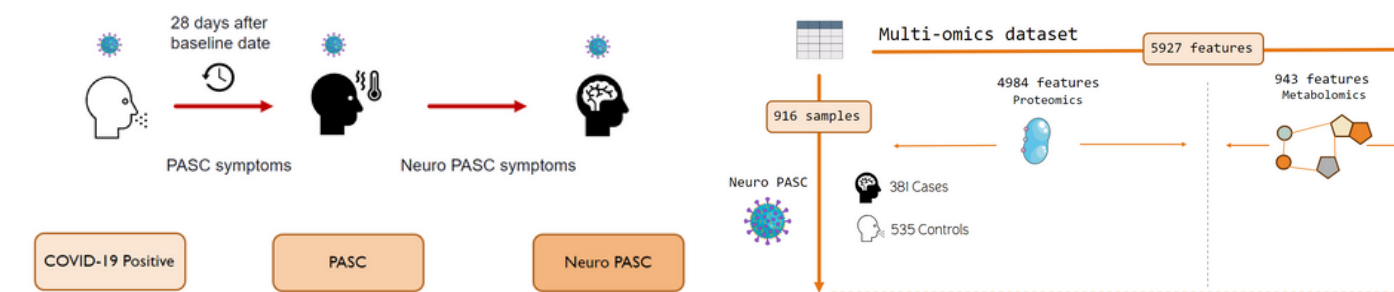 28 days after
baseline date
PASC symptoms
Neuro PASC symptoms
COVID-19 Positive
PASC
Neuro PASC
Multi-omics dataset
5927 features
4984 features
Proteomics
943 features
Metabolomics
916 samples
Neuro PASC
381 Cases
535 Controls